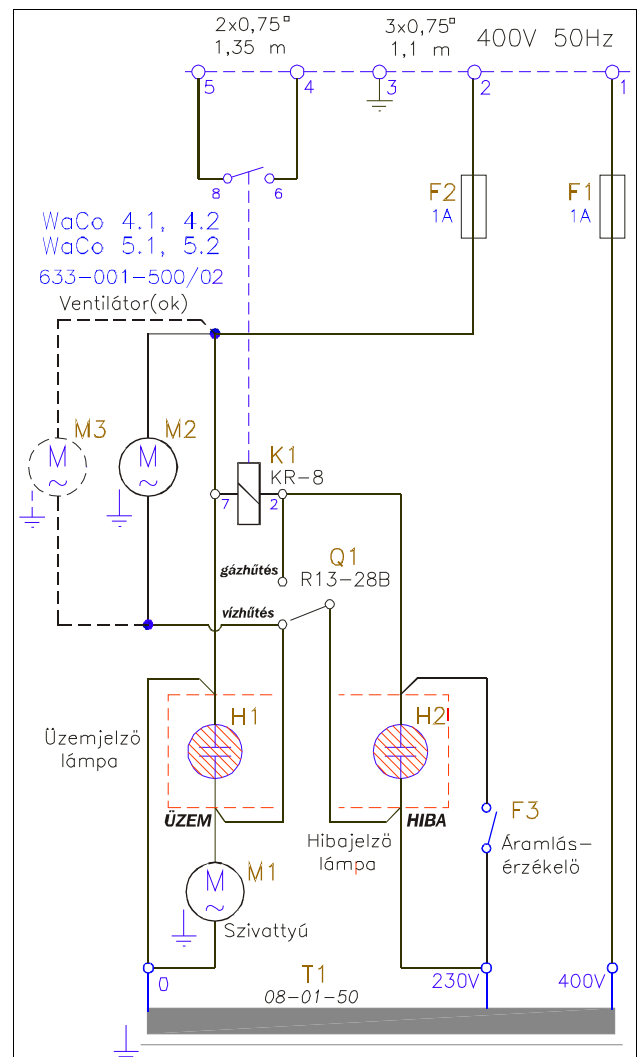 2x0,75▫
1,35 m
3x0,75▫
1,1 m
400V 50Hz
5
4
3
2
1
8
6
F2
1A
F1
1A
WaCo 4.1, 4.2
WaCo 5.1, 5.2
633-001-500/02
Ventilátor(ok)
M3
M
~
M2
M
~
K1
KR-8
7
2
gázhűtés
Q1
R13-28B
vízhűtés
H1
H2
Üzemjelző
lámpa
ÜZEM
HIBA
F3
Hibajelző
lámpa
Áramlás-
érzékelő
M1
M
~
Szivattyú
0
T1
08-01-50
230V
400V